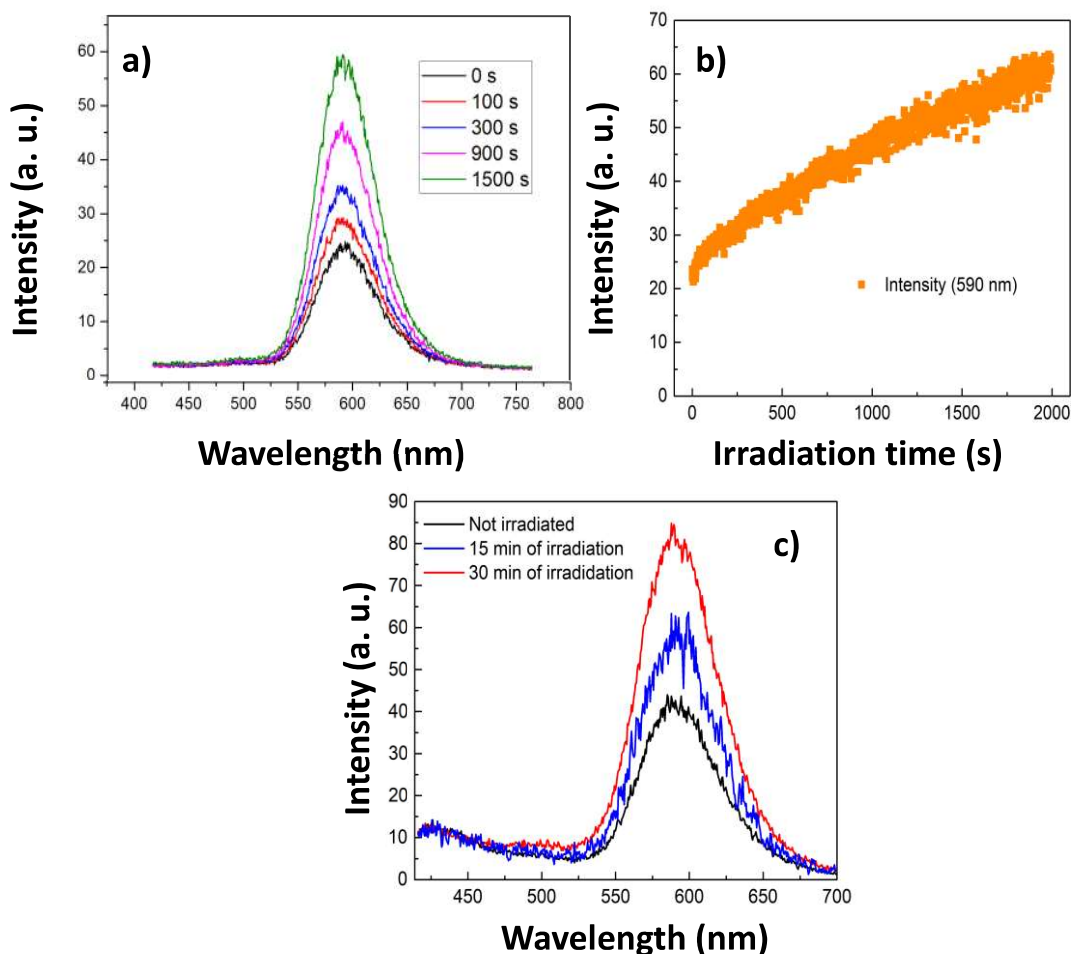 a)
60
50
40
30
20
10
0
400 450 500 550 600 650 700 750 800
0 s
100 s
300 s
900 s
1500 s
Intensity (a. u.)
Wavelength (nm)
b)
70
60
50
40
30
20
10
0
0 500 1000 1500 2000
Intensity (590 nm)
Intensity (a. u.)
Irradiation time (s)
c)
90
80
70
60
50
40
30
20
10
0
450 500 550 600 650 700
Not irradiated
15 min of irradiation
30 min of irradidation
Intensity (a. u.)
Wavelength (nm)